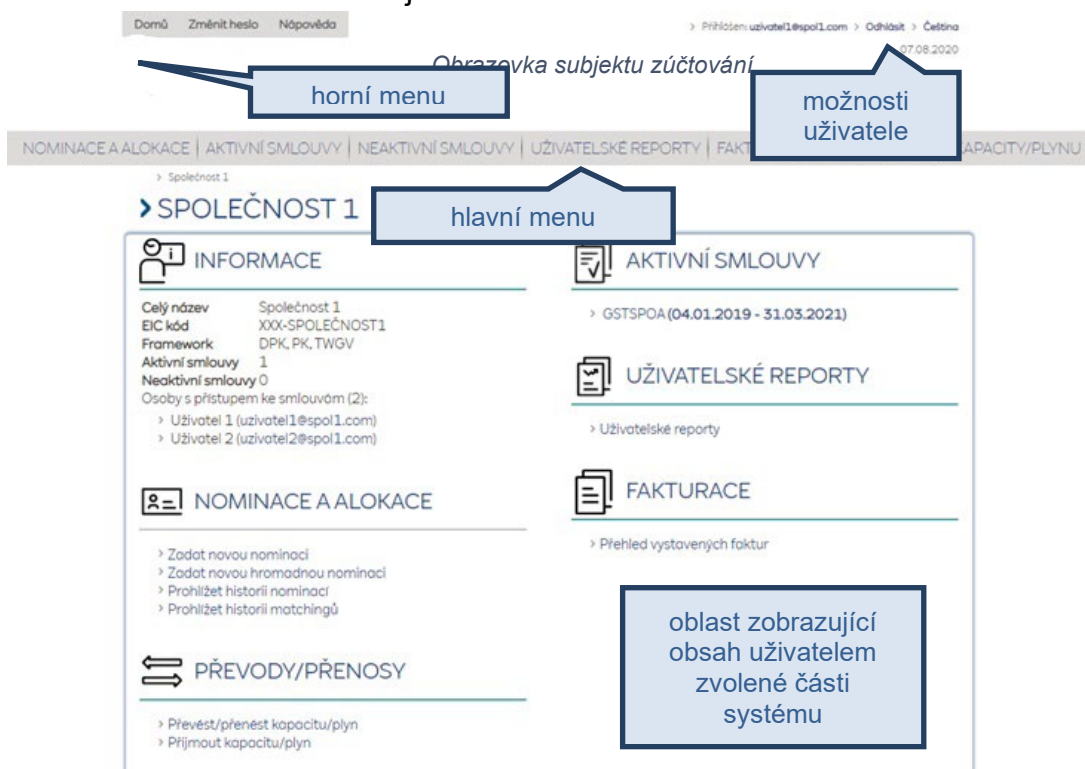 Domů Změnit heslo Nápověda
> Přihlášen: uzivatel1@spol1.com > Odhlásit > Čeština
07.08.2020
Obrazovka subjektu zúčtování
horní menu
možnosti
uživatele
NOMINACE A ALOKACE | AKTIVNÍ SMLOUVY | NEAKTIVNÍ SMLOUVY | UŽIVATELSKÉ REPORTY | FAKT APACITY/PLYNU
> Společnost 1
> SPOLEČNOST 1
hlavní menu
INFORMACE
Celý název Společnost 1
EIC kód XXX-SPOLEČNOST1
Framework DPK, PK, TWGV
Aktivní smlouvy 1
Neaktivní smlouvy 0
Osoby s přístupem ke smlouvám (2):
> Uživatel 1 (uzivatel1@spol1.com)
> Uživatel 2 (uzivatel2@spol1.com)
NOMINACE A ALOKACE
> Zadat novou nominaci
> Zadat novou hromadnou nominaci
> Prohlížet historii nominací
> Prohlížet historii matchingů
PŘEVODY/PŘENOSY
> Převést/přenést kapacitu/plyn
> Přijmout kapacitu/plyn
AKTIVNÍ SMLOUVY
> GSTSPOA (04.01.2019 - 31.03.2021)
UŽIVATELSKÉ REPORTY
> Uživatelské reporty
FAKTURACE
> Přehled vystavených faktur
oblast zobrazující
obsah uživatelem
zvolené části
systému